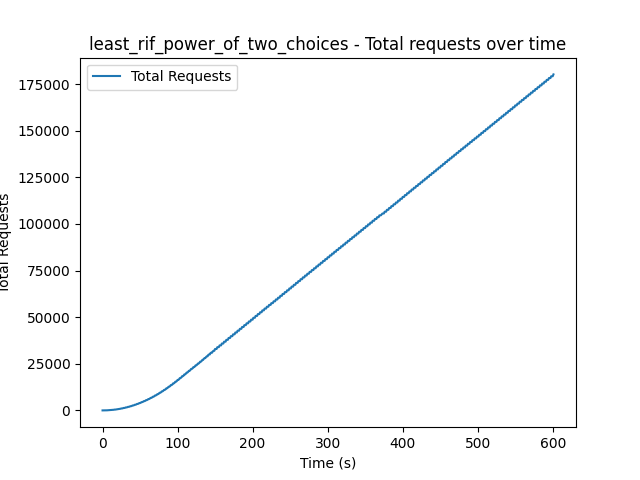 least_rif_power_of_two_choices - Total requests over time
Total Requests
175000
150000
125000
100000
75000
50000
25000
0
Total Requests
0 100 200 300 400 500 600
Time (s)